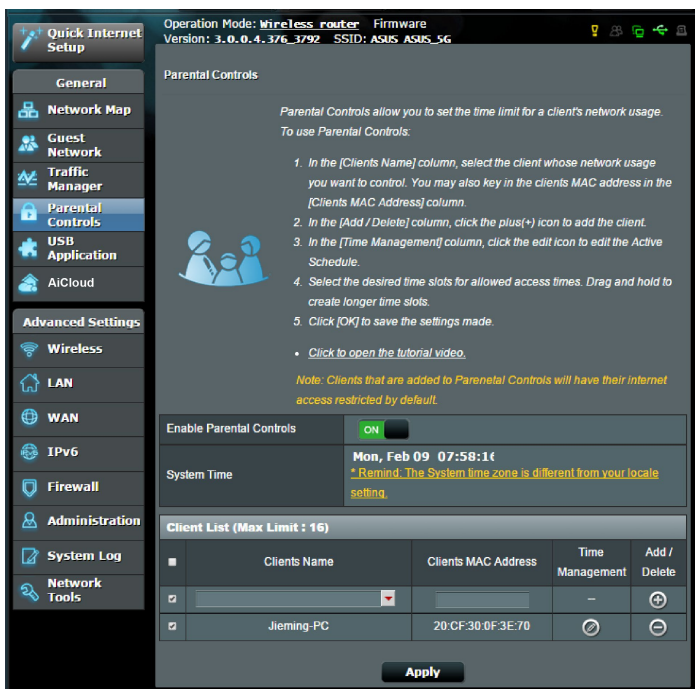 Quick Internet
Setup
Operation Mode: Wireless router Firmware
Version: 3.0.0.4.376_3792 SSID: ASUS ASUS_5G
General
Network Map
Guest
Network
Traffic
Manager
Parental
Controls
USB
Application
AiCloud
Advanced Settings
Wireless
LAN
WAN
IPv6
Firewall
Administration
System Log
Network
Tools
Parental Controls
Parental Controls allow you to set the time limit for a client's network usage.
To use Parental Controls:
1. In the [Clients Name] column, select the client whose network usage
you want to control. You may also key in the clients MAC address in the
[Clients MAC Address] column.
2. In the [Add / Delete] column, click the plus(+) icon to add the client.
3. In the [Time Management] column, click the edit icon to edit the Active
Schedule.
4. Select the desired time slots for allowed access times. Drag and hold to
create longer time slots.
5. Click [OK] to save the settings made.
• Click to open the tutorial video.
Note: Clients that are added to Parenetal Controls will have their internet
access restricted by default.
Enable Parental Controls ON
System Time
Mon, Feb 09 07:58:16
* Remind: The System time zone is different from your locale
setting.
Client List (Max Limit : 16)
Clients Name Clients MAC Address Time
Management Add /
Delete
–
Jieming-PC 20:CF:30:0F:3E:70
Apply